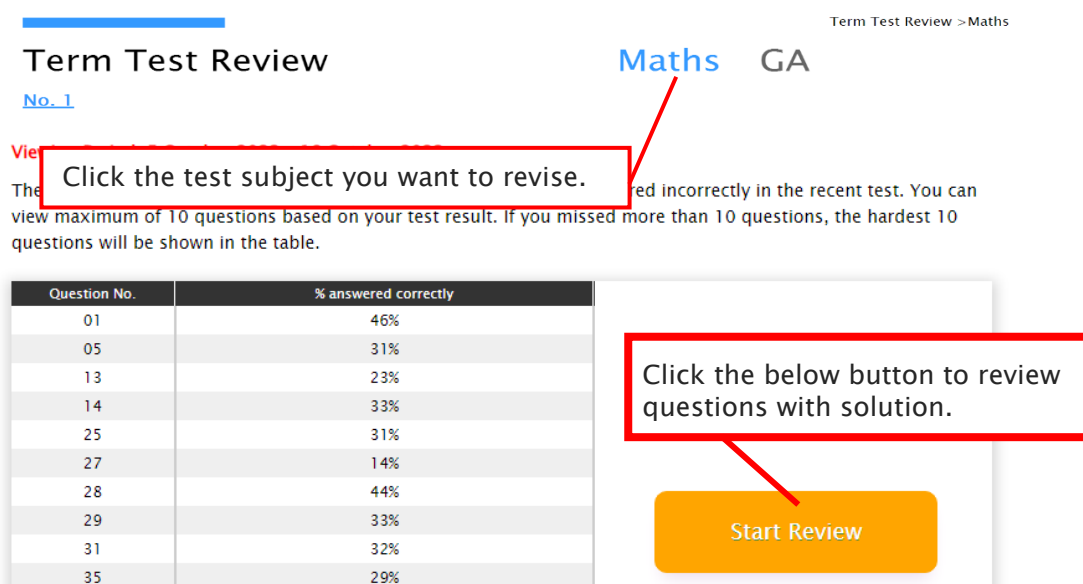 Term Test Review >Maths
Term Test Review
Maths GA
No. 1
Click the test subject you want to revise.
The red incorrectly in the recent test. You can
view maximum of 10 questions based on your test result. If you missed more than 10 questions, the hardest 10
questions will be shown in the table.
Question No. % answered correctly
01 46%
05 31%
13 23%
14 33%
25 31%
27 14%
28 44%
29 33%
31 32%
35 29%
Click the below button to review
questions with solution.
Start Review